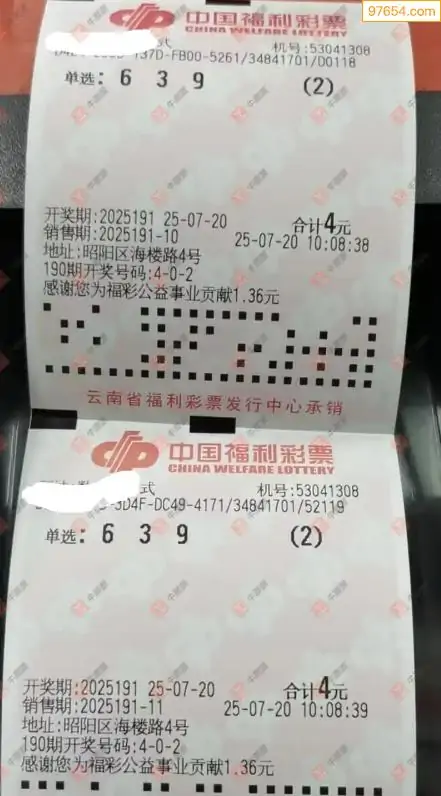 97654.com
中国福利彩票
CHINA WELFARE LOTTERY
式 机号:53041308
137D-FB00-5261/34841701/D0118
单选: 6 3 9 (2)
开奖期:2025191 25-07-20 合计4元
销售期:2025191-10 25-07-20 10:08:38
地址:昭阳区海楼路4号
190期开奖号码:4-0-2
感谢您为福彩公益事业贡献1.36元
云南省福利彩票发行中心承销
中国福利彩票
CHINA WELFARE LOTTERY
式 机号:53041308
3D4F-DC49-4171/34841701/52119
单选: 6 3 9 (2)
开奖期:2025191 25-07-20 合计4元
销售期:2025191-11 25-07-20 10:08:39
地址:昭阳区海楼路4号
190期开奖号码:4-0-2
感谢您为福彩公益事业贡献1.36元